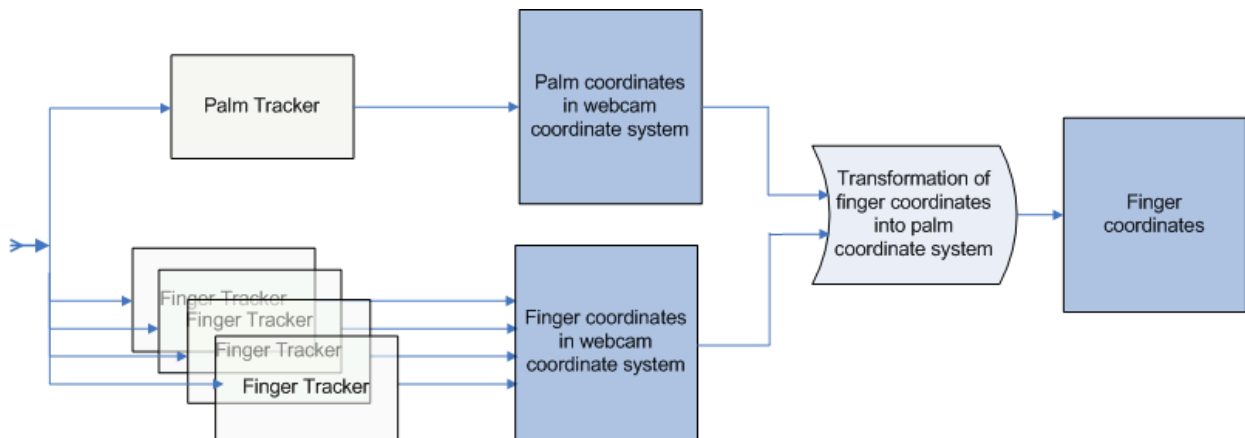 Palm Tracker
Palm coordinates
in webcam
coordinate system
Transformation of
finger coordinates
into palm
coordinate system
Finger
coordinates
Finger Tracker
Finger Tracker
Finger Tracker
Finger Tracker
Finger coordinates
in webcam
coordinate system